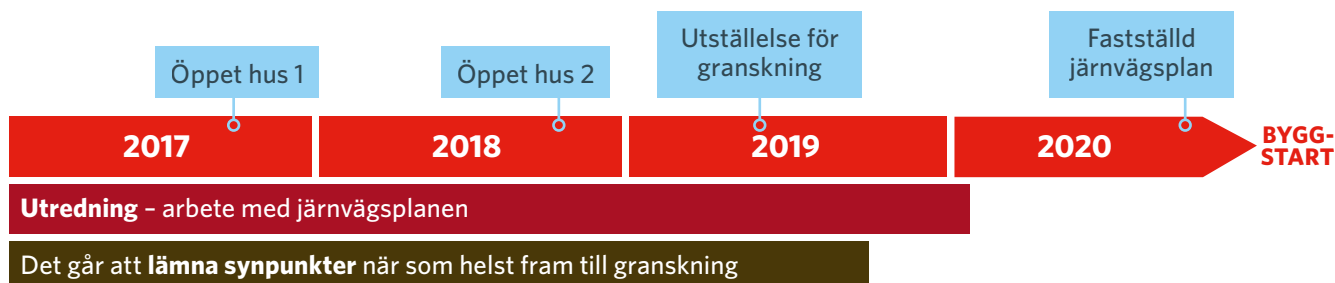 Öppet hus 1
Öppet hus 2
Utställelse för
granskning
Fastställd
järnvägsplan
2017
2018
2019
2020
BYGG-
START
Utredning – arbete med järnvägsplanen
Det går att lämna synpunkter när som helst fram till granskning